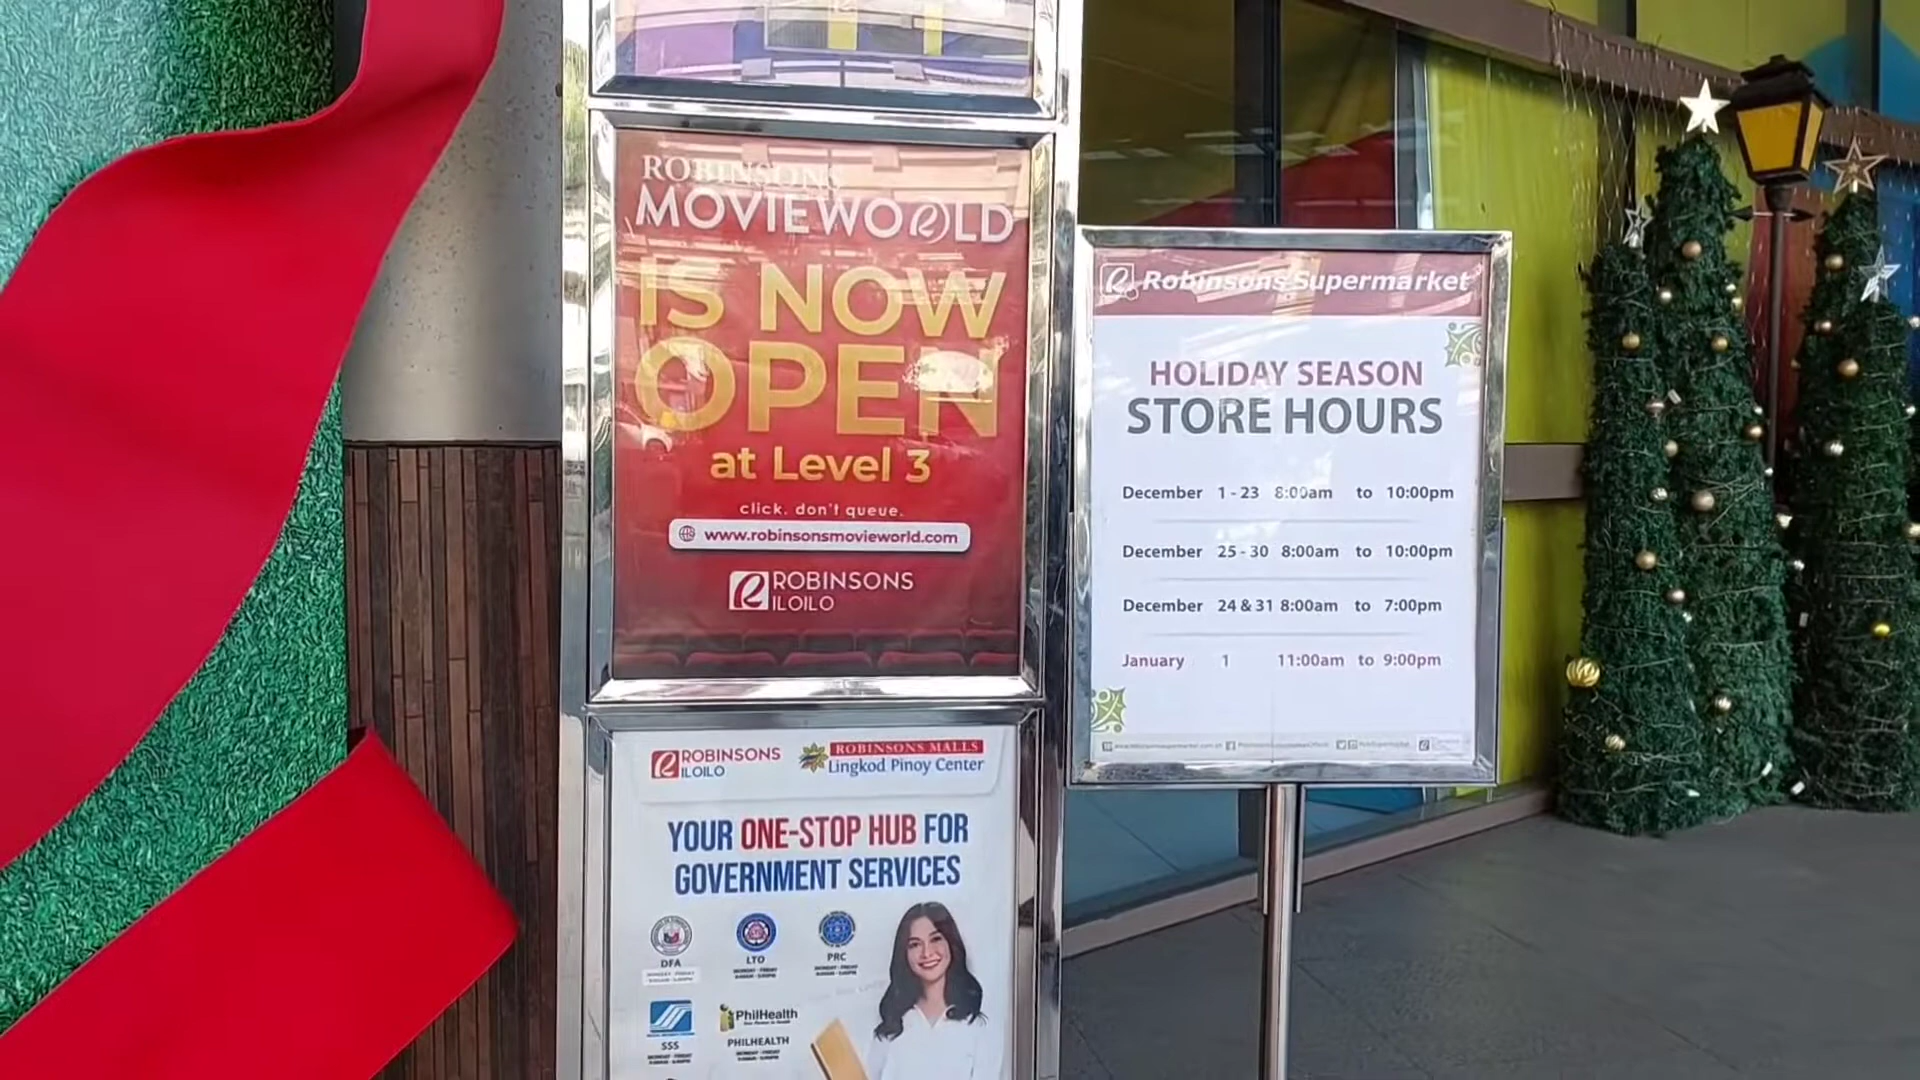 ROBINSONS
MOVIEWORLD
IS NOW
OPEN
at Level 3
click. don't queue.
www.robinsonsmovieworld.com
ROBINSONS
ILOILO
ROBINSONS
ILOILO
ROBINSONS MALLS
Lingkod Pinoy Center
YOUR ONE-STOP HUB FOR
GOVERNMENT SERVICES
DFA
LTO
PRC
SSS
PhilHealth
PHILHEALTH
Robinsons Supermarket
HOLIDAY SEASON
STORE HOURS
December 1 - 23 8:00am to 10:00pm
December 25 - 30 8:00am to 10:00pm
December 24 & 31 8:00am to 7:00pm
January 1 11:00am to 9:00pm